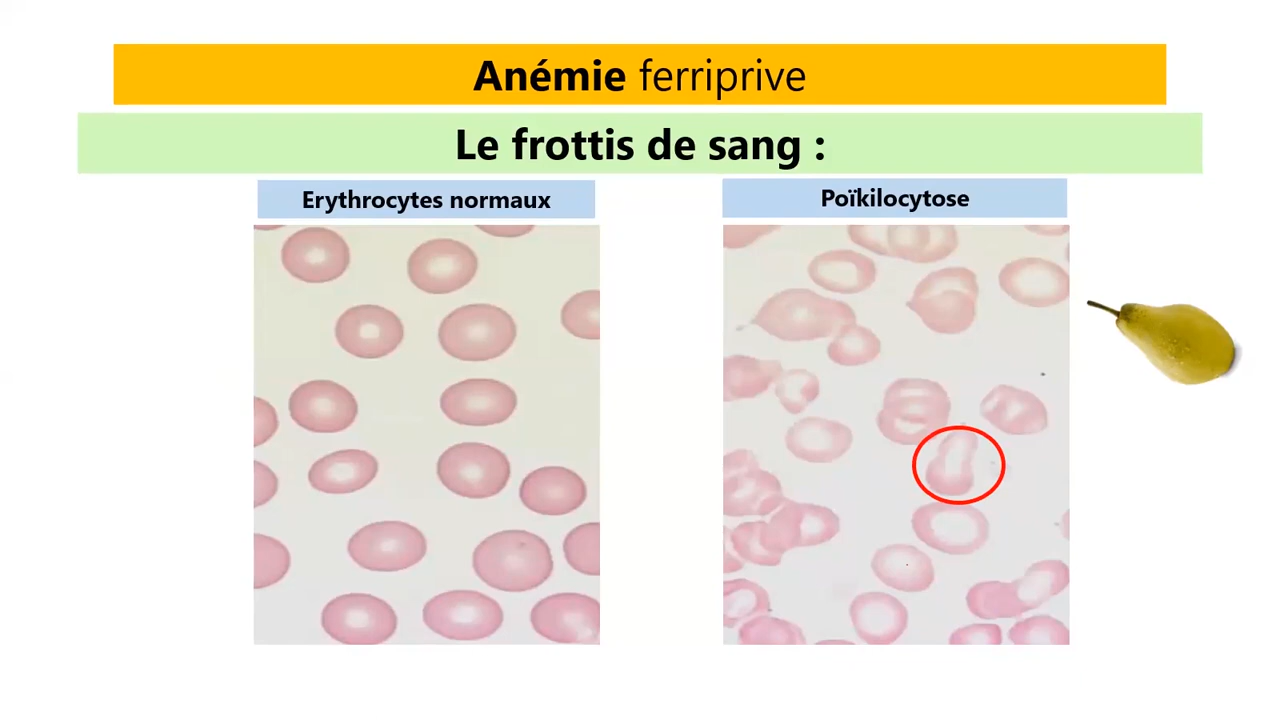 Anémie ferriprive
Le frottis de sang :
Erythrocytes normaux
Poïkilocytose